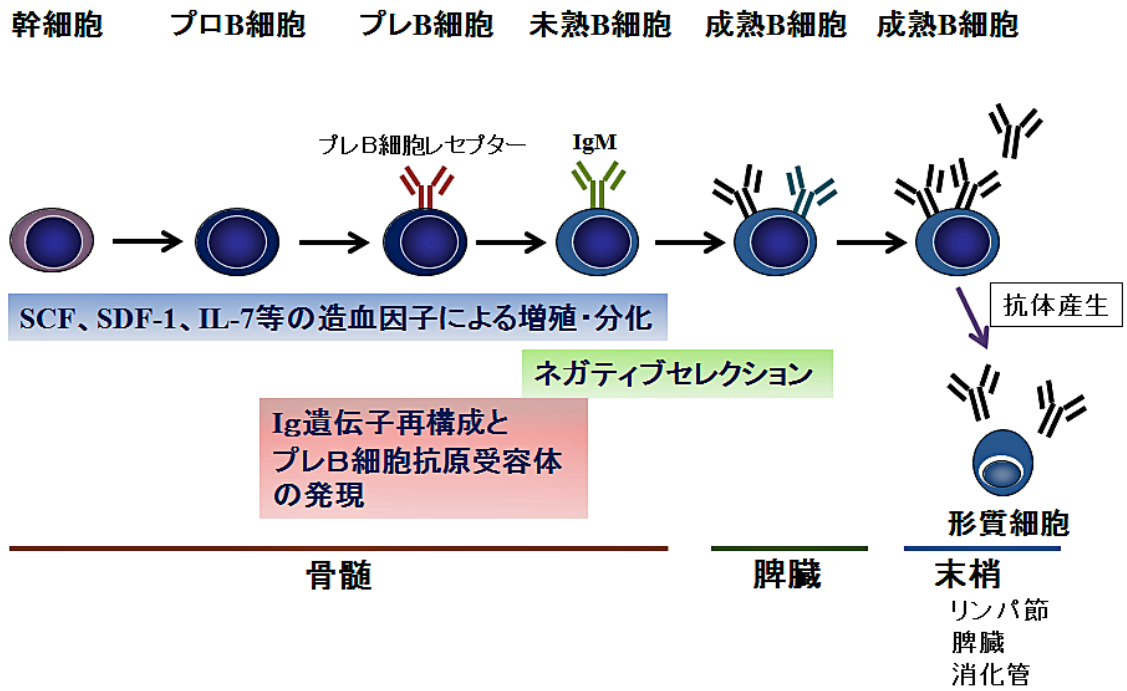 幹細胞 プロB細胞 プレB細胞 未熟B細胞 成熟B細胞 成熟B細胞
プレB細胞レセプター
IgM
SCF、SDF-1、IL-7等の造血因子による増殖・分化
抗体産生
ネガティブセレクション
Ig遺伝子再構成と
プレB細胞抗原受容体
の発現
形質細胞
骨髄 脾臓 末梢
リンパ節
脾臓
消化管